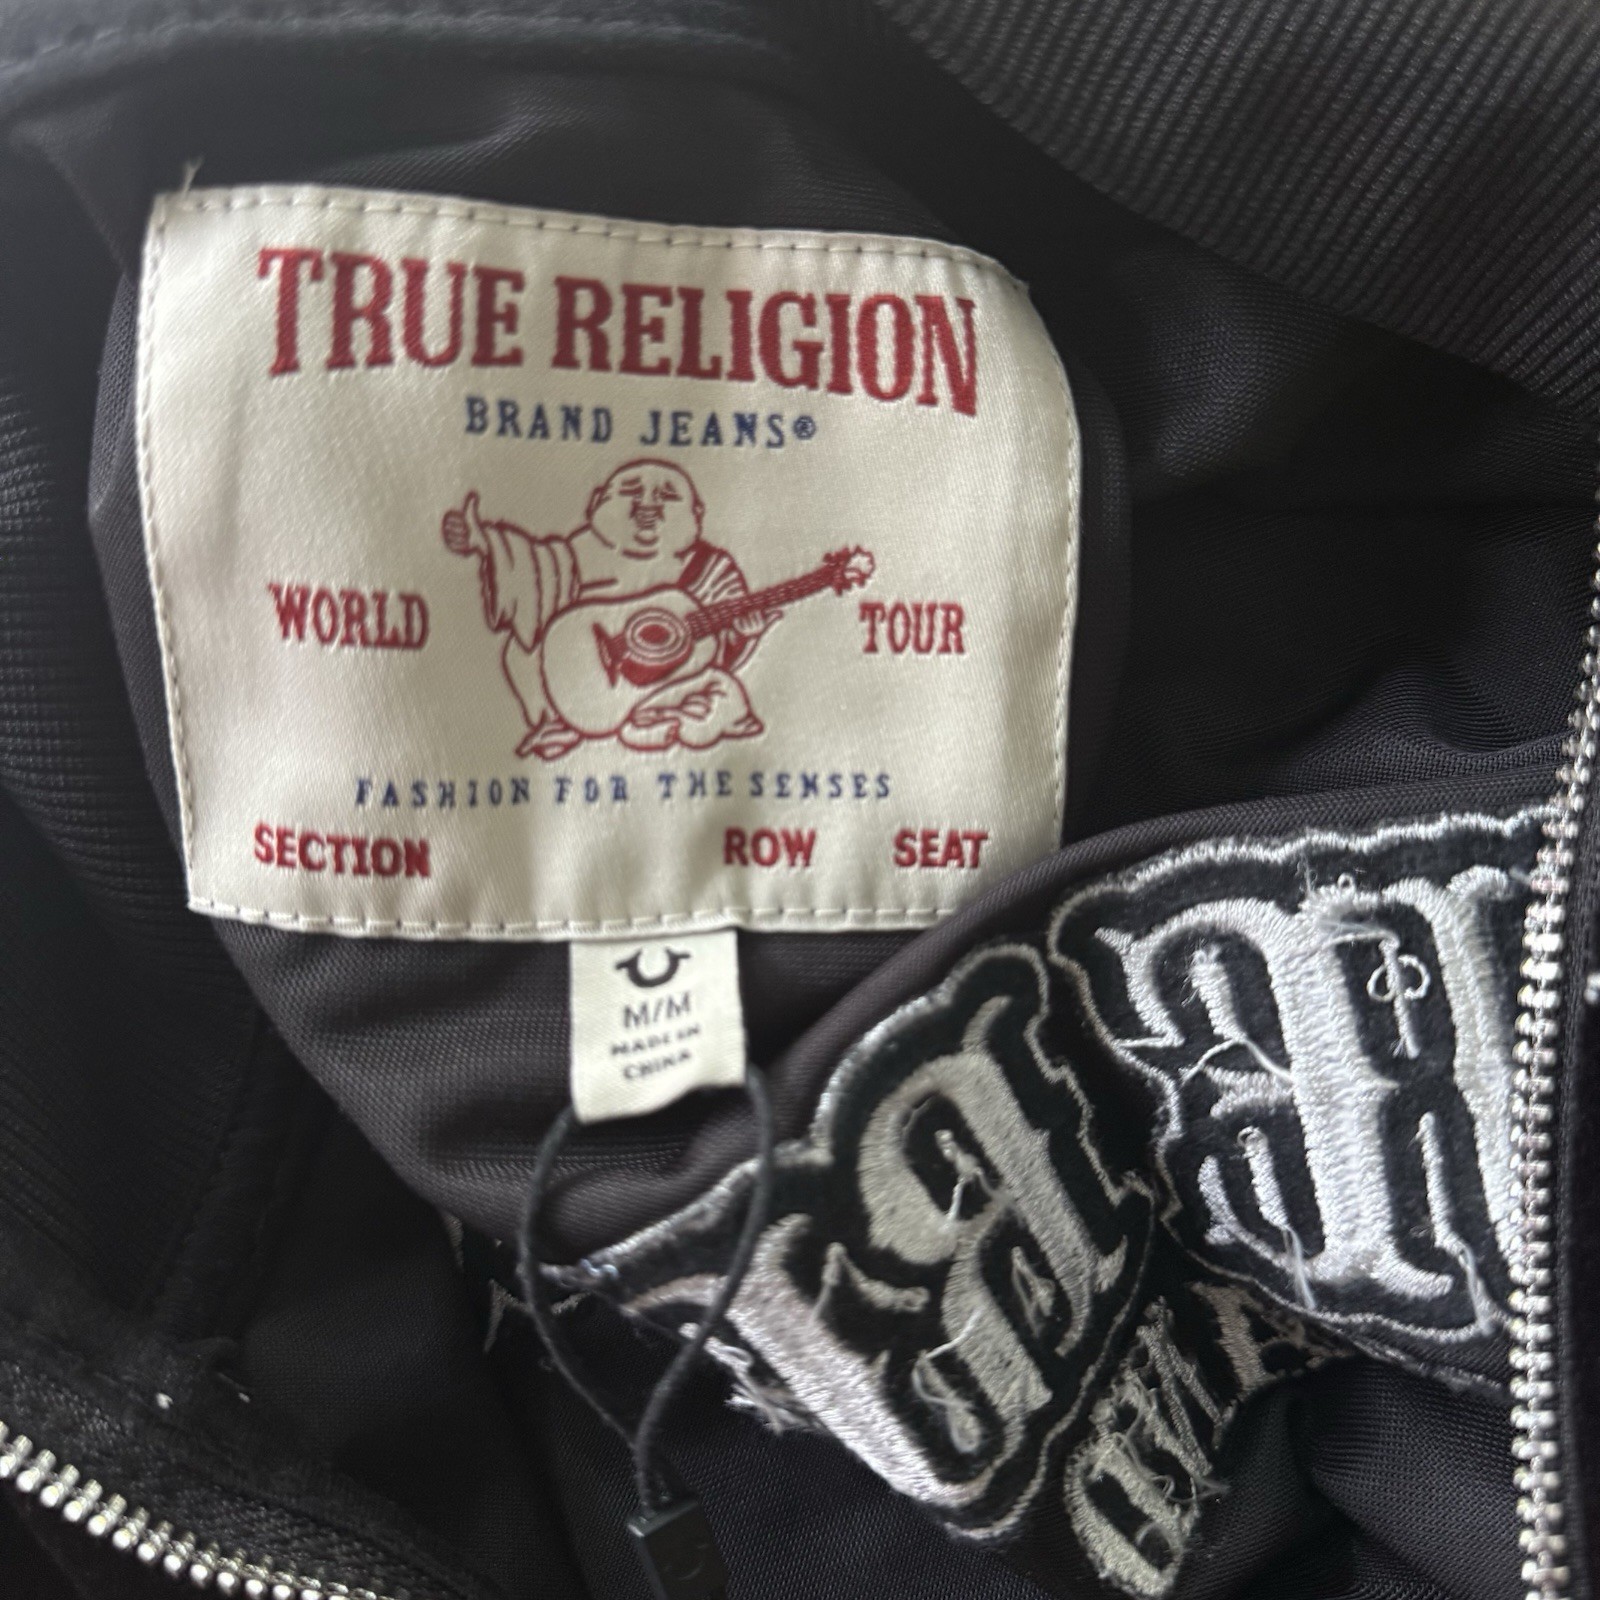 TRUE RELIGION
BRAND JEANS®
WORLD TOUR
FASHION FOR THE SENSES
SECTION ROW SEAT
M/M
MADE IN
CHINA